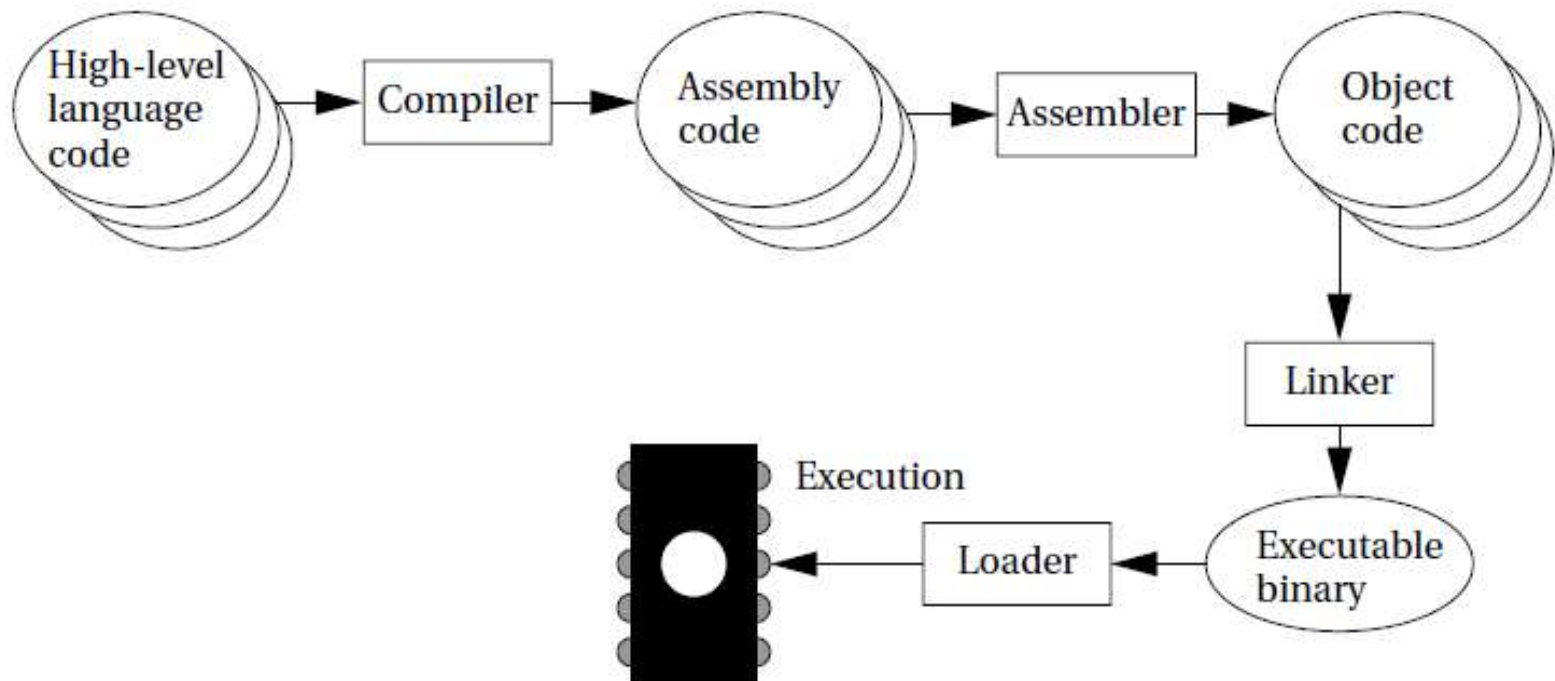 High-level
language
code
Compiler
Assembly
code
Assembler
Object
code
Linker
Executable
binary
Loader
Execution